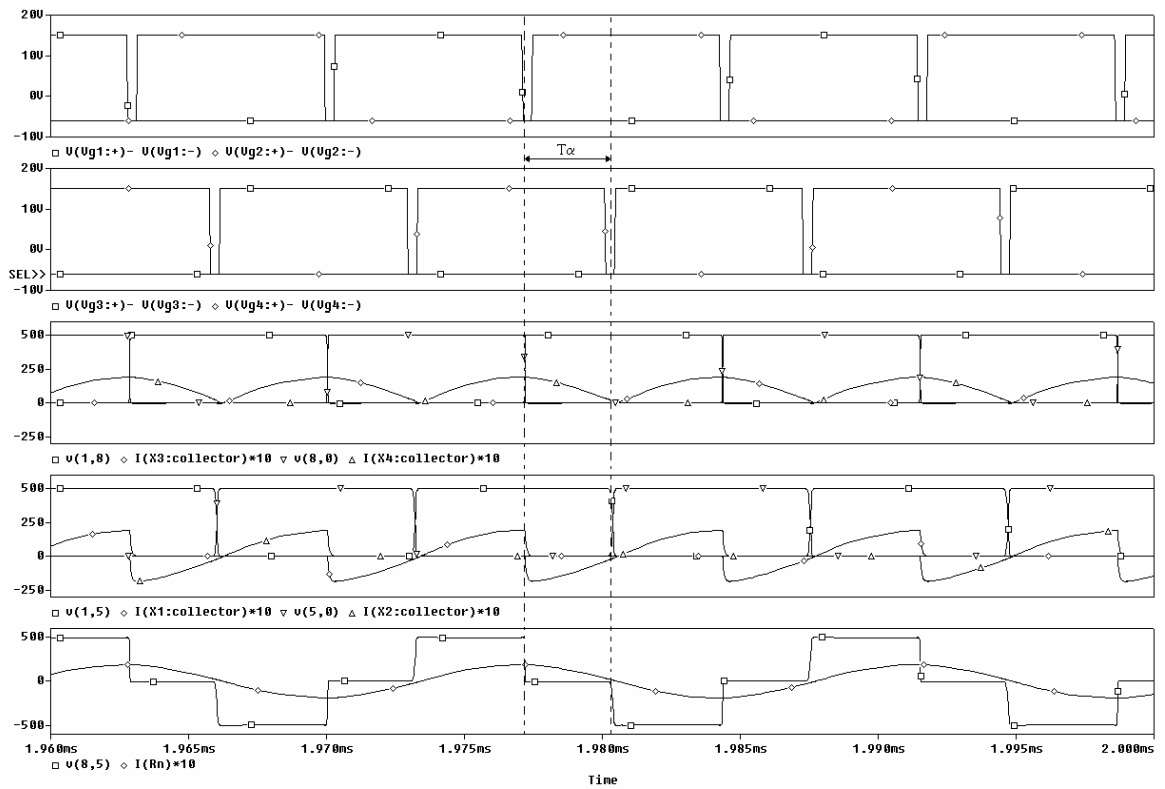 20V
10V
0V
-10V
□ V(Vg1:+)- V(Vg1:-) ◇ V(Vg2:+)- V(Vg2:-)
Tα
20V
10V
0V
SEL>>
-10V
□ V(Vg3:+)- V(Vg3:-) ◇ V(Vg4:+)- V(Vg4:-)
500
250
0
-250
□ v(1,8) ◇ I(X3:collector)*10 ▽ v(8,0) △ I(X4:collector)*10
500
250
0
-250
□ v(1,5) ◇ I(X1:collector)*10 ▽ v(5,0) △ I(X2:collector)*10
500
0
-500
1.960ms 1.965ms 1.970ms 1.975ms 1.980ms 1.985ms 1.990ms 1.995ms 2.000ms
□ v(8,5) ◇ I(Rn)*10
Time